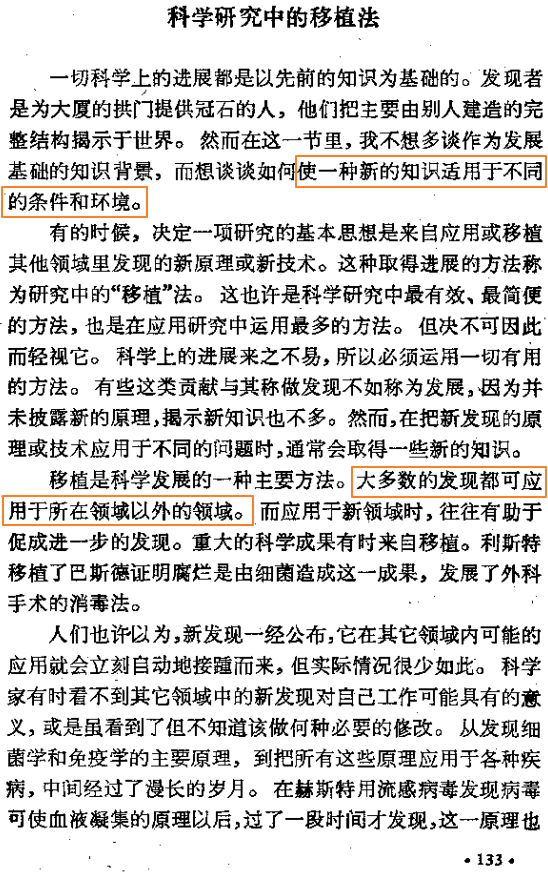 科学研究中的移植法
一切科学上的进展都是以先前的知识为基础的。发现者
是为大厦的拱门提供冠石的人，他们把主要由别人建造的完
整结构揭示于世界。然而在这一节里，我不想多谈作为发展
基础的知识背景，而想谈谈如何使一种新的知识适用于不同
的条件和环境。
有的时候，决定一项研究的基本思想是来自应用或移植
其他领域里发现的新原理或新技术。这种取得进展的方法称
为研究中的“移植”法。这也许是科学研究中最有效、最简便
的方法，也是在应用研究中运用最多的方法。但决不可因此
而轻视它。科学上的进展来之不易，所以必须运用一切有用
的方法。有些这类贡献与其称做发现不如称为发展，因为并
未披露新的原理，揭示新知识也不多。然而，在把新发现的原
理或技术应用于不同的问题时，通常会取得一些新的知识。
移植是科学发展的一种主要方法。大多数的发现都可应
用于所在领域以外的领域。而应用于新领域时，往往有助于
促成进一步的发现。重大的科学成果有时来自移植。利斯特
移植了巴斯德证明腐烂是由细菌造成这一成果，发展了外科
手术的消毒法。
人们也许以为，新发现一经公布，它在其它领域内可能的
应用就会立刻自动地接踵而来，但实际情况很少如此。科学
家有时看不到其它领域中的新发现对自己工作可能具有的意
义，或是虽看到了但不知道该做何种必要的修改。从发现细
菌学和免疫学的主要原理，到把所有这些原理应用于各种疾
病，中间经过了漫长的岁月。在赫斯特用流感病毒发现病毒
可使血液凝集的原理以后，过了一段时间才发现，这一原理也
• 133 •